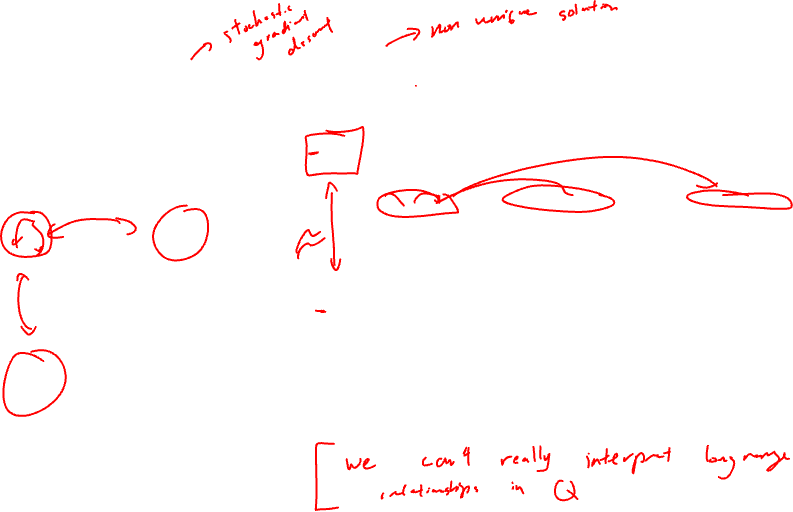 stochastic
gradient
descent
non unique solution
we can't really interpret long range
relationships in Q